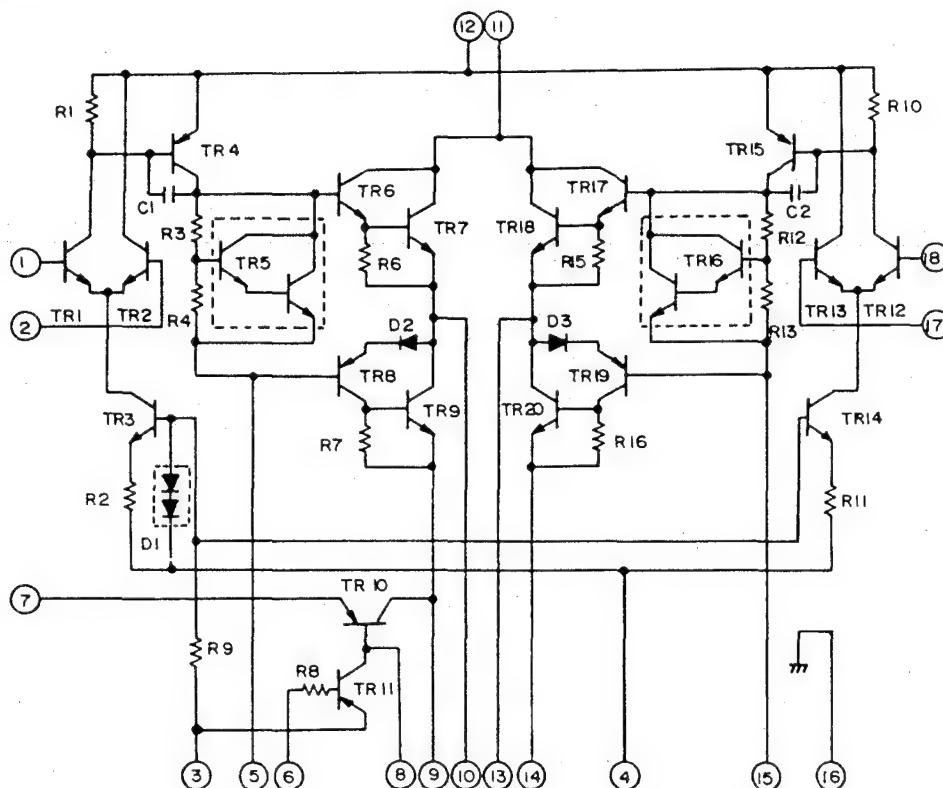 12 11
R1 R10
TR4 TR15
C1 TR6 TR17 C2
R3 TR7 TR18 R12
1 TR5 R6 R15 TR16 18
R4 D2 D3 R13
2 TR1 TR2 TR13 TR12 17
TR8 TR19
TR3 TR9 TR20 TR14
R7 R16
R2 R11
D1
7 TR10
R9 R8 TR11
3 5 6 8 9 10 13 14 4 15 16